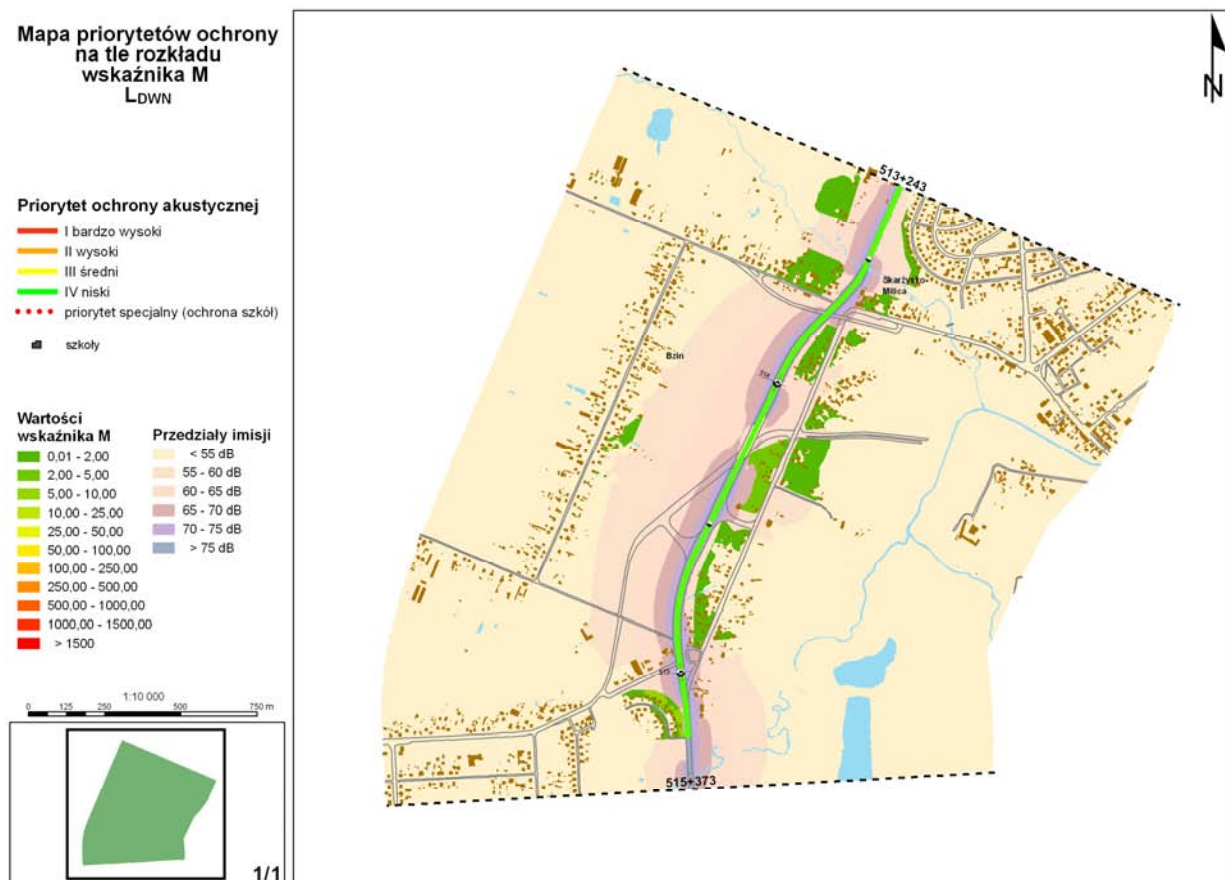 Mapa priorytetów ochrony
na tle rozkładu
wskaźnika M
LDWN
Priorytet ochrony akustycznej
I bardzo wysoki
II wysoki
III średni
IV niski
priorytet specjalny (ochrona szkół)
szkoły
Wartości
wskaźnika M
0,01 - 2,00
2,00 - 5,00
5,00 - 10,00
10,00 - 25,00
25,00 - 50,00
50,00 - 100,00
100,00 - 250,00
250,00 - 500,00
500,00 - 1000,00
1000,00 - 1500,00
> 1500
Przedziały imisji
< 55 dB
55 - 60 dB
60 - 65 dB
65 - 70 dB
70 - 75 dB
> 75 dB
1:10 000
0 125 250 500 750 m
1/1
N
513+243
Skarżysko-
Milica
Bzin
514
515
515+373